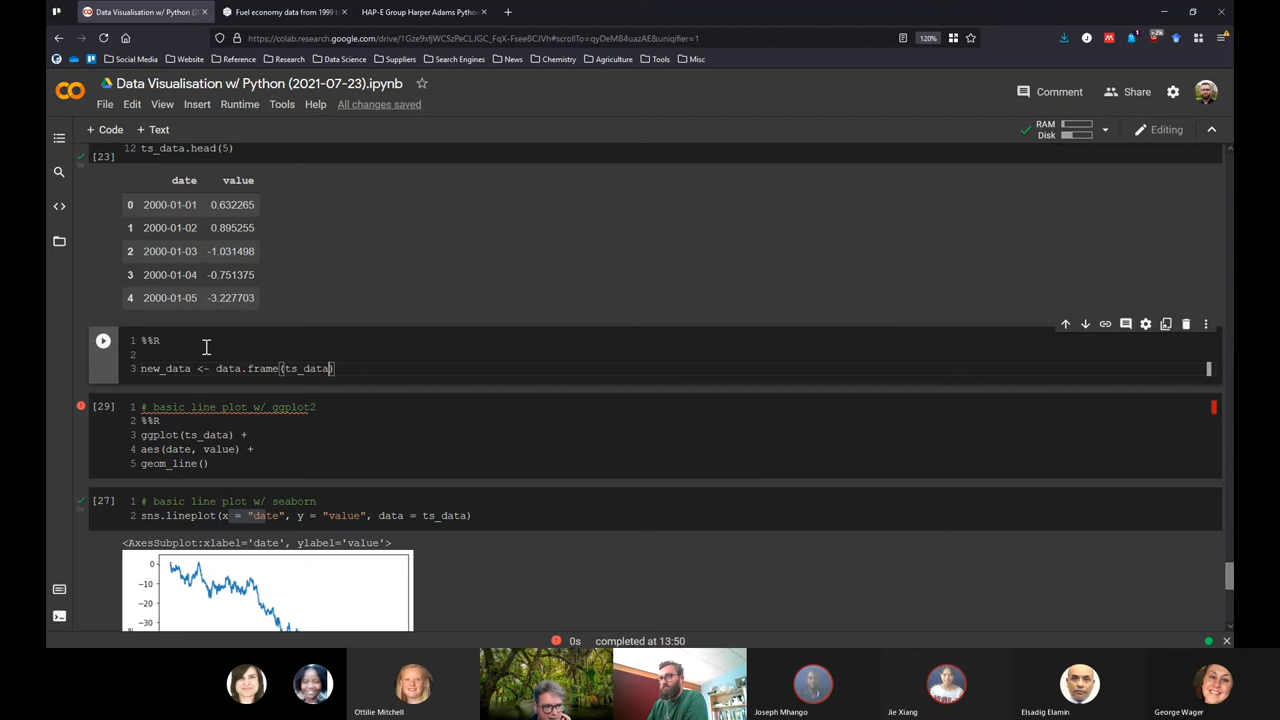 Data Visualisation w/ Python (2
Fuel economy data from 1999 t
HAP-E Group Harper Adams Pytho
https://colab.research.google.com/drive/1Gze9xfjWCSzPeCLJGC_FqX-Fsee8CJVh#scrollTo=qyDeM84uazAE&uniqifier=1
120%
Social Media Website Reference Research Data Science Suppliers Search Engines News Chemistry Agriculture Tools Misc
Data Visualisation w/ Python (2021-07-23).ipynb
File Edit View Insert Runtime Tools Help All changes saved
Comment Share
+ Code + Text
RAM
Disk
Editing
12 ts_data.head(5)
[23]
date value
0 2000-01-01 0.632265
1 2000-01-02 0.895255
2 2000-01-03 -1.031498
3 2000-01-04 -0.751375
4 2000-01-05 -3.227703
1 %%R
2
3 new_data <- data.frame(ts_data)
[29] 1 # basic line plot w/ ggplot2
2 %%R
3 ggplot(ts_data) +
4 aes(date, value) +
5 geom_line()
[27] 1 # basic line plot w/ seaborn
2 sns.lineplot(x = "date", y = "value", data = ts_data)
<AxesSubplot:xlabel='date', ylabel='value'>
0
−10
−20
−30
0s completed at 13:50
Ottilie Mitchell
Joseph Mhango
Jie Xiang
Elsadig Elamin
George Wager